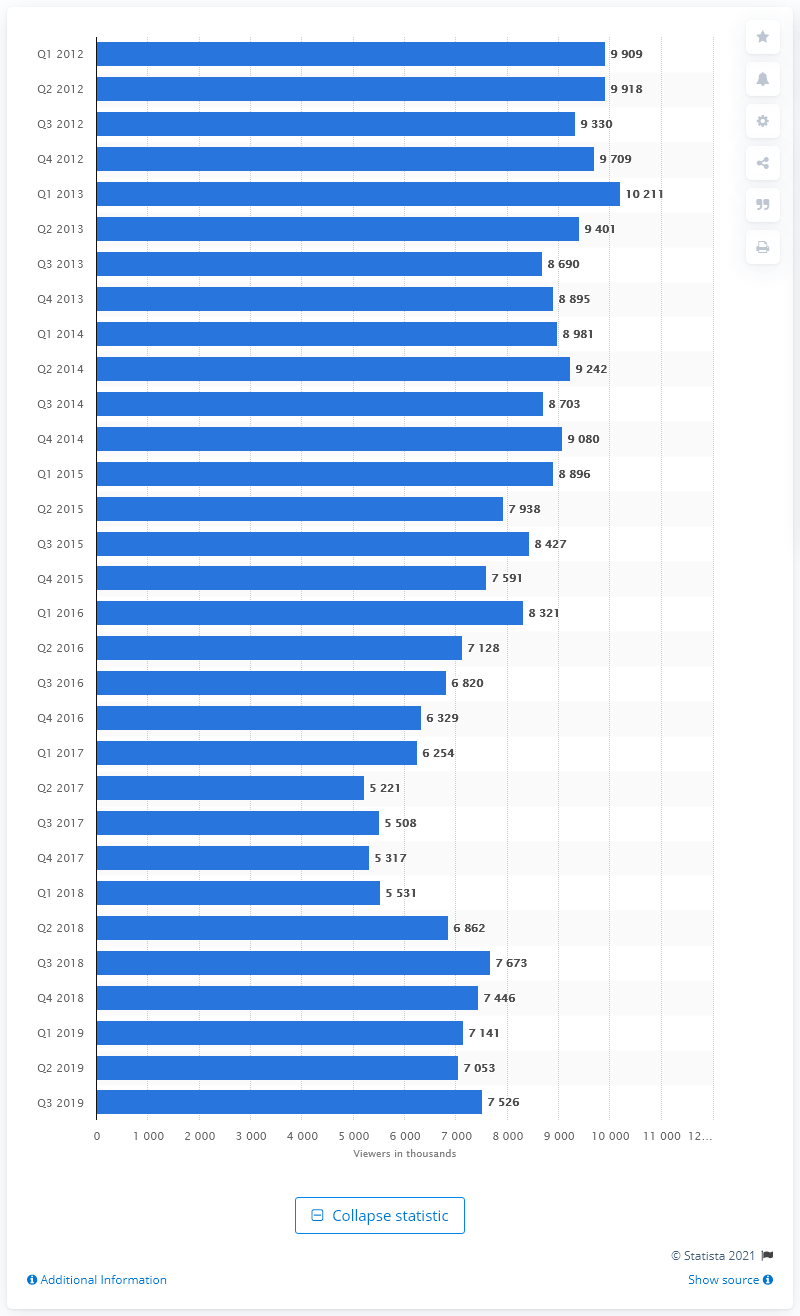 Q1 2012 9 909
Q2 2012 9 918
Q3 2012 9 330
Q4 2012 9 709
Q1 2013 10 211
Q2 2013 9 401
Q3 2013 8 690
Q4 2013 8 895
Q1 2014 8 981
Q2 2014 9 242
Q3 2014 8 703
Q4 2014 9 080
Q1 2015 8 896
Q2 2015 7 938
Q3 2015 8 427
Q4 2015 7 591
Q1 2016 8 321
Q2 2016 7 128
Q3 2016 6 820
Q4 2016 6 329
Q1 2017 6 254
Q2 2017 5 221
Q3 2017 5 508
Q4 2017 5 317
Q1 2018 5 531
Q2 2018 6 862
Q3 2018 7 673
Q4 2018 7 446
Q1 2019 7 141
Q2 2019 7 053
Q3 2019 7 526
0 1 000 2 000 3 000 4 000 5 000 6 000 7 000 8 000 9 000 10 000 11 000 12...
Viewers in thousands
Collapse statistic
© Statista 2021
Additional Information Show source